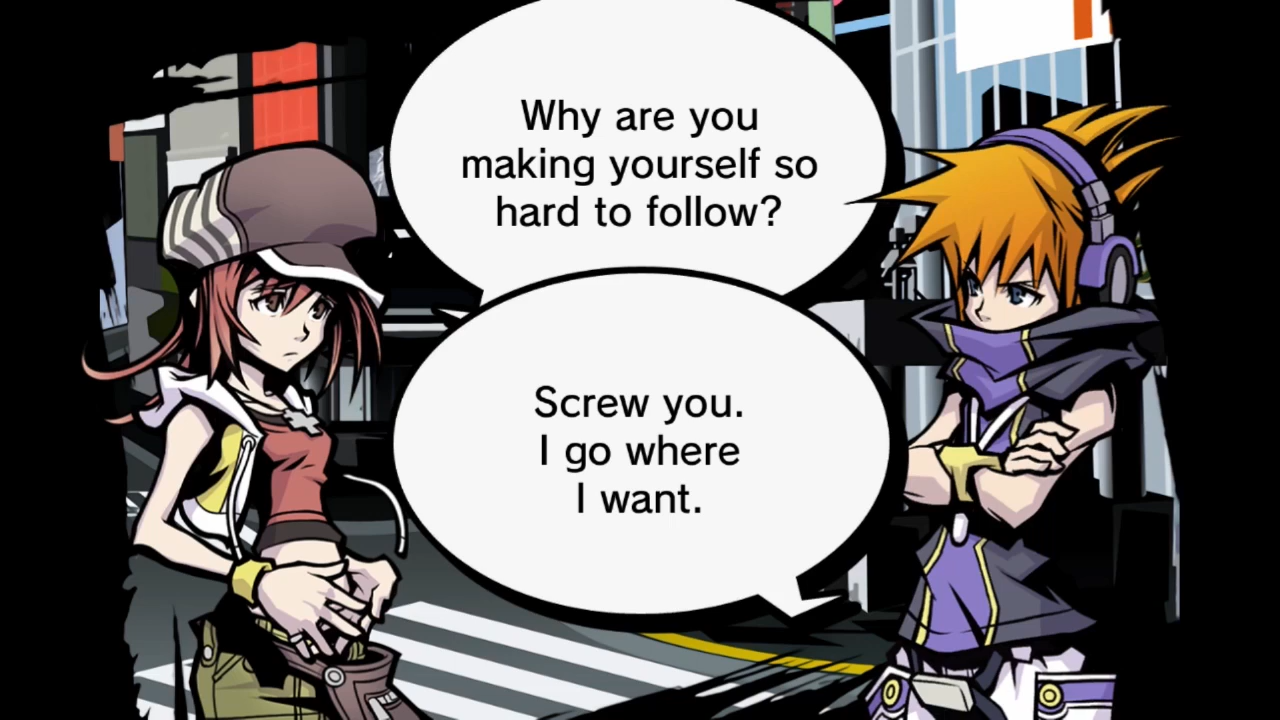 Why are you
making yourself so
hard to follow?
Screw you.
I go where
I want.